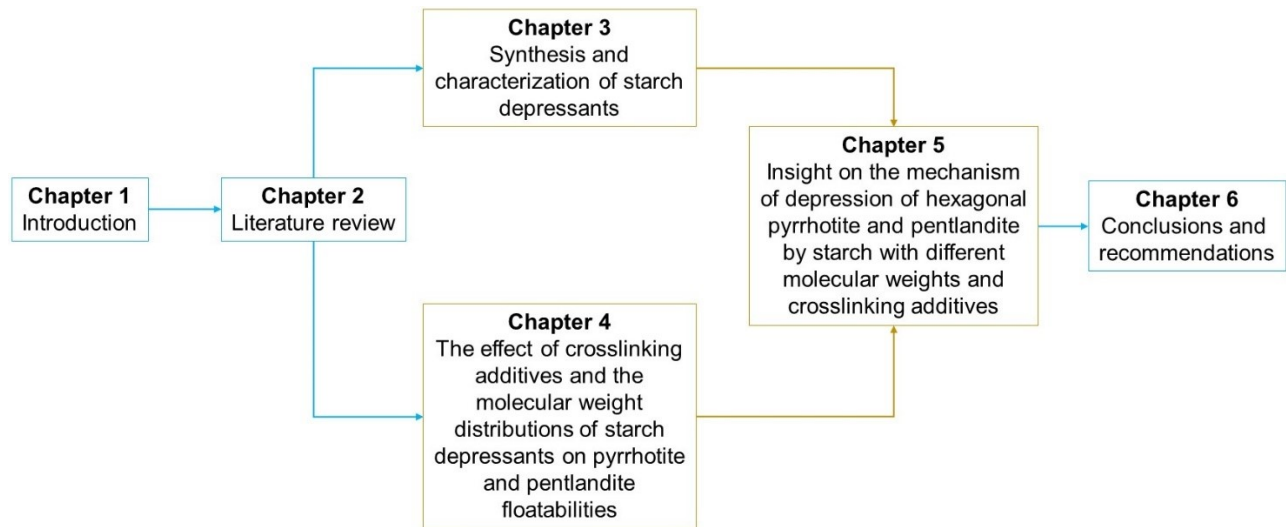 Chapter 1
Introduction
Chapter 2
Literature review
Chapter 3
Synthesis and
characterization of starch
depressants
Chapter 4
The effect of crosslinking
additives and the
molecular weight
distributions of starch
depressants on pyrrhotite
and pentlandite
floatabilities
Chapter 5
Insight on the mechanism
of depression of hexagonal
pyrrhotite and pentlandite
by starch with different
molecular weights and
crosslinking additives
Chapter 6
Conclusions and
recommendations